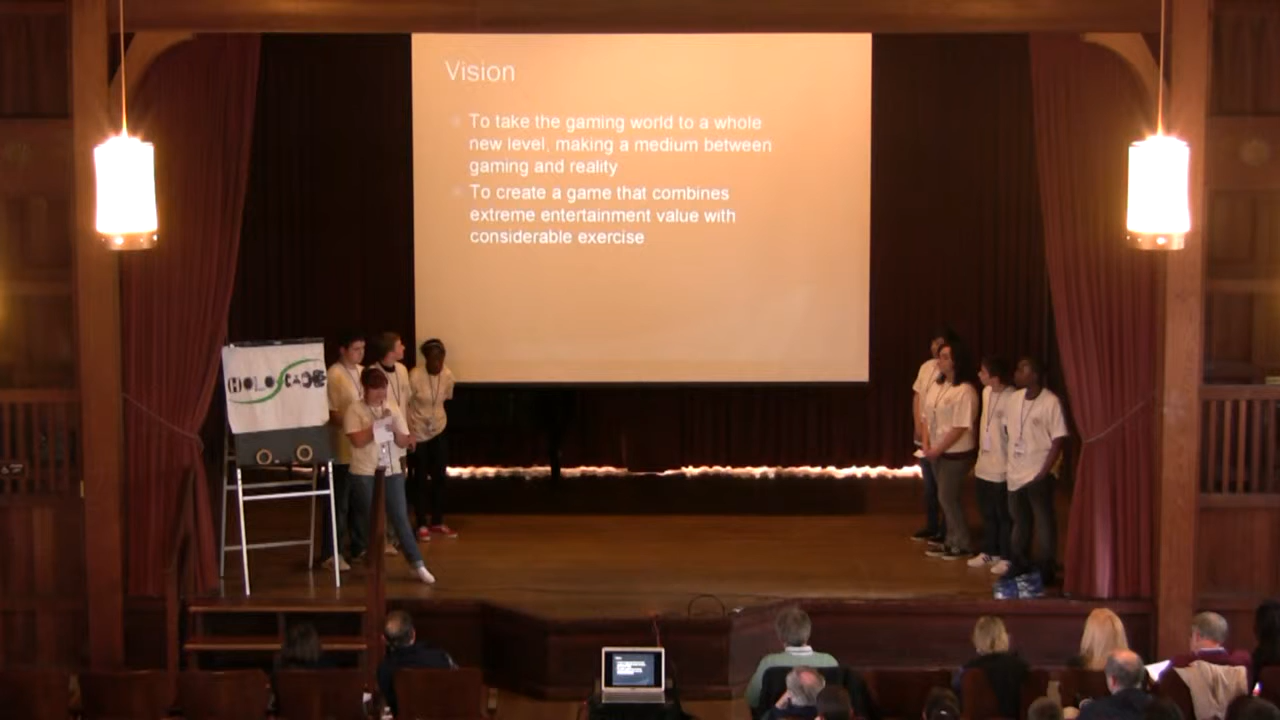 Vision
To take the gaming world to a whole
new level, making a medium between
gaming and reality
To create a game that combines
extreme entertainment value with
considerable exercise
HOLOSCAPE